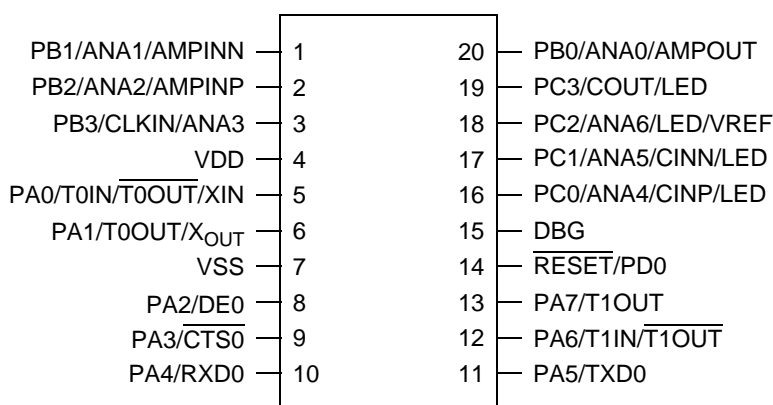 PB1/ANA1/AMPINN 1 20 PB0/ANA0/AMPOUT
PB2/ANA2/AMPINP 2 19 PC3/COUT/LED
PB3/CLKIN/ANA3 3 18 PC2/ANA6/LED/VREF
VDD 4 17 PC1/ANA5/CINN/LED
PA0/T0IN/T0OUT/XIN 5 16 PC0/ANA4/CINP/LED
PA1/T0OUT/XOUT 6 15 DBG
VSS 7 14 RESET/PD0
PA2/DE0 8 13 PA7/T1OUT
PA3/CTS0 9 12 PA6/T1IN/T1OUT
PA4/RXD0 10 11 PA5/TXD0